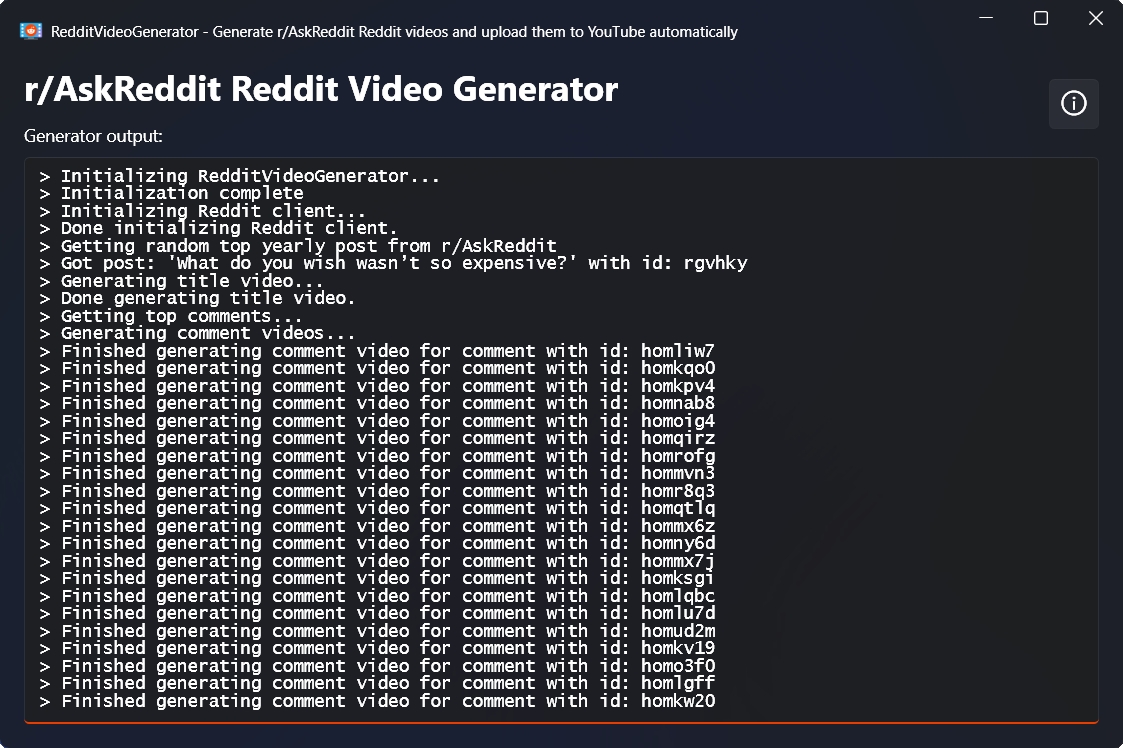 RedditVideoGenerator - Generate r/AskReddit Reddit videos and upload them to YouTube automatically
r/AskReddit Reddit Video Generator
Generator output:
> Initializing RedditVideoGenerator...
> Initialization complete
> Initializing Reddit client...
> Done initializing Reddit client.
> Getting random top yearly post from r/AskReddit
> Got post: 'What do you wish wasn’t so expensive?' with id: rgvhky
> Generating title video...
> Done generating title video.
> Getting top comments...
> Generating comment videos...
> Finished generating comment video for comment with id: homliw7
> Finished generating comment video for comment with id: homkqo0
> Finished generating comment video for comment with id: homkpv4
> Finished generating comment video for comment with id: homnab8
> Finished generating comment video for comment with id: homojg4
> Finished generating comment video for comment with id: homqirz
> Finished generating comment video for comment with id: homrofg
> Finished generating comment video for comment with id: hommvn3
> Finished generating comment video for comment with id: homr8q3
> Finished generating comment video for comment with id: homqtlq
> Finished generating comment video for comment with id: hommx6z
> Finished generating comment video for comment with id: homny6d
> Finished generating comment video for comment with id: hommx7j
> Finished generating comment video for comment with id: homksgi
> Finished generating comment video for comment with id: homlqbc
> Finished generating comment video for comment with id: homlu7d
> Finished generating comment video for comment with id: homud2m
> Finished generating comment video for comment with id: homkv19
> Finished generating comment video for comment with id: homo3f0
> Finished generating comment video for comment with id: homlgff
> Finished generating comment video for comment with id: homkw20